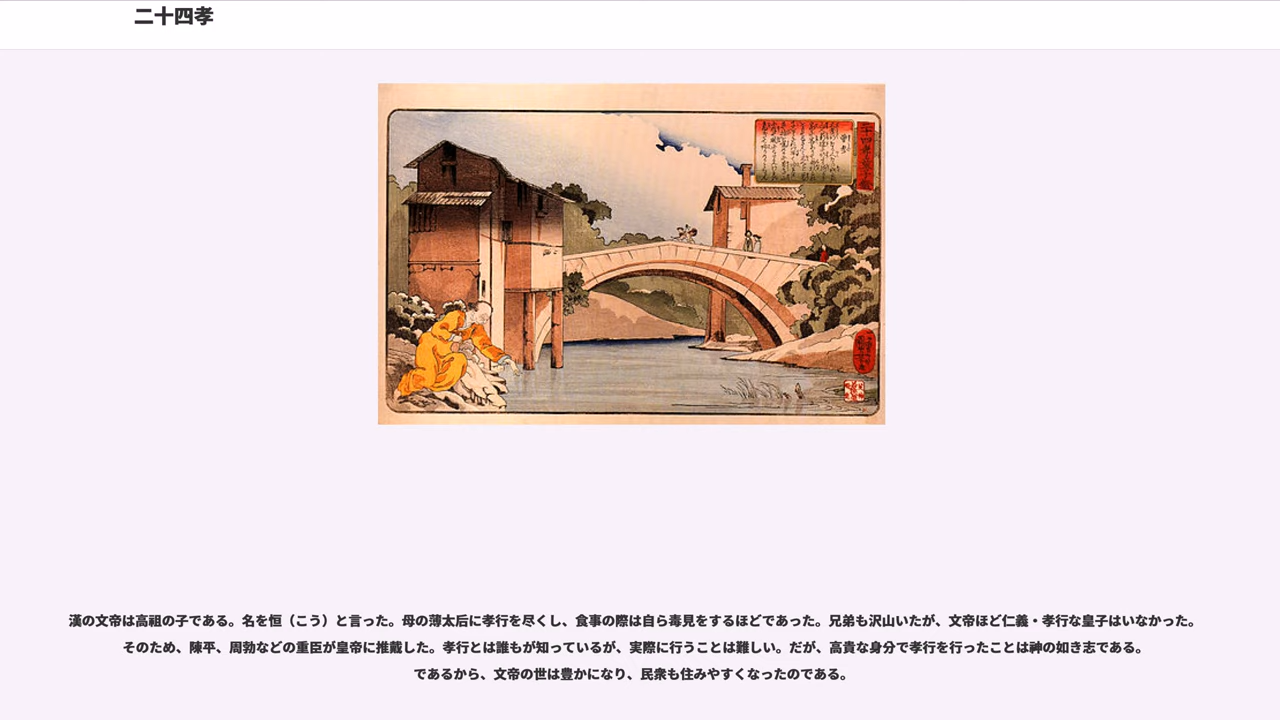 二十四孝
漢の文帝は高祖の子である。名を恒（こう）と言った。母の薄太后に孝行を尽くし、食事の際は自ら毒見をするほどであった。兄弟も沢山いたが、文帝ほど仁義・孝行な皇子はいなかった。
そのため、陳平、周勃などの重臣が皇帝に推戴した。孝行とは誰もが知っているが、実際に行うことは難しい。だが、高貴な身分で孝行を行ったことは神の如き志である。
であるから、文帝の世は豊かになり、民衆も住みやすくなったのである。